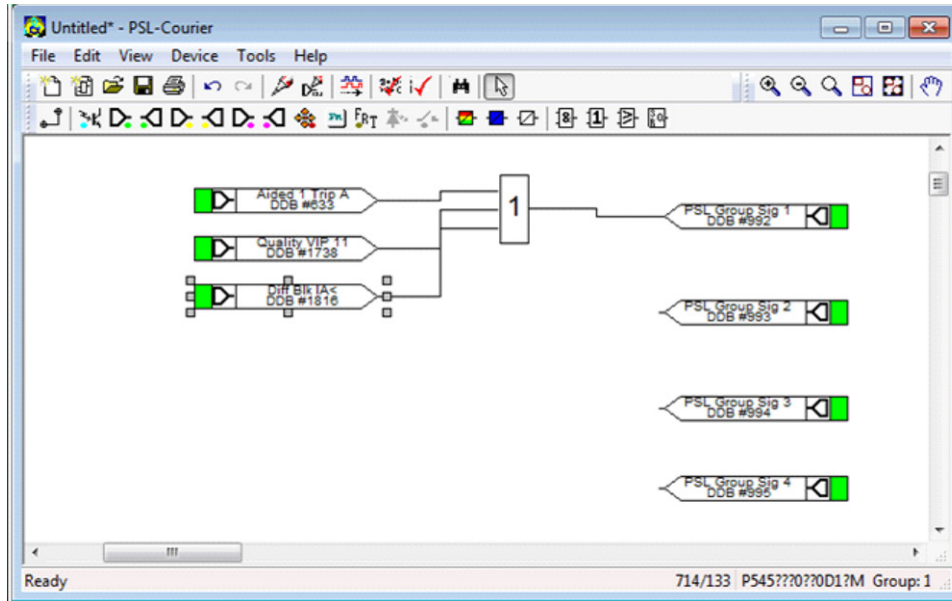 Untitled* - PSL-Courier
File Edit View Device Tools Help
Aided 1 Trip A
DDB #633
1
PSL Group Sig 1
DDB #992
Quality VIP 11
DDB #1738
Diff Blk IA<
DDB #1816
PSL Group Sig 2
DDB #993
PSL Group Sig 3
DDB #994
PSL Group Sig 4
DDB #995
Ready 714/133 P545???0??0D1?M Group: 1